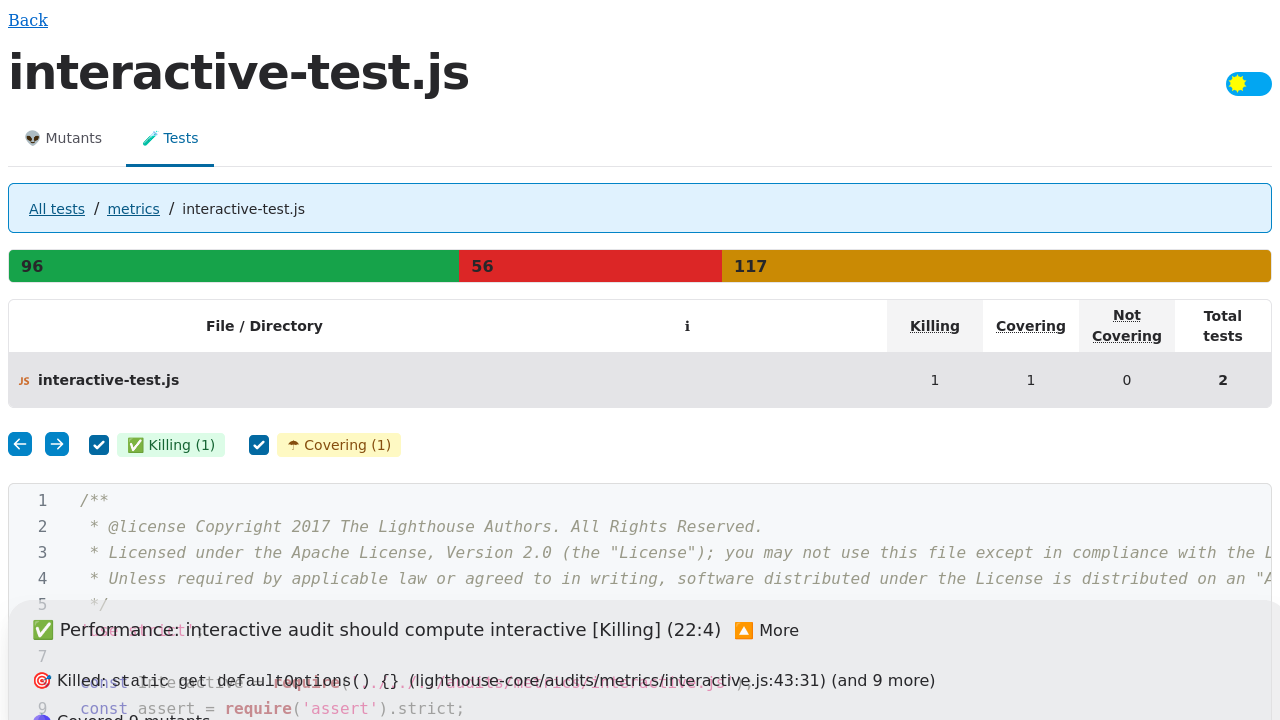 Back
interactive-test.js
👽 Mutants
🧪 Tests
All tests / metrics / interactive-test.js
96 56 117
File / Directory ℹ Killing Covering Not Covering Total tests
JS interactive-test.js 1 1 0 2
✅ Killing (1) ☂ Covering (1)
1 /**
2 * @license Copyright 2017 The Lighthouse Authors. All Rights Reserved.
3 * Licensed under the Apache License, Version 2.0 (the "License"); you may not use this file except in compliance with the L
4 * Unless required by applicable law or agreed to in writing, software distributed under the License is distributed on an "A
5 */
✅ Performance: interactive audit should compute interactive [Killing] (22:4) 🔼 More
7
🎯 Killed: static get defaultOptions() {} (lighthouse-core/audits/metrics/interactive.js:43:31) (and 9 more)
9 const assert = require('assert').strict;
☂ Covered 9 mutants